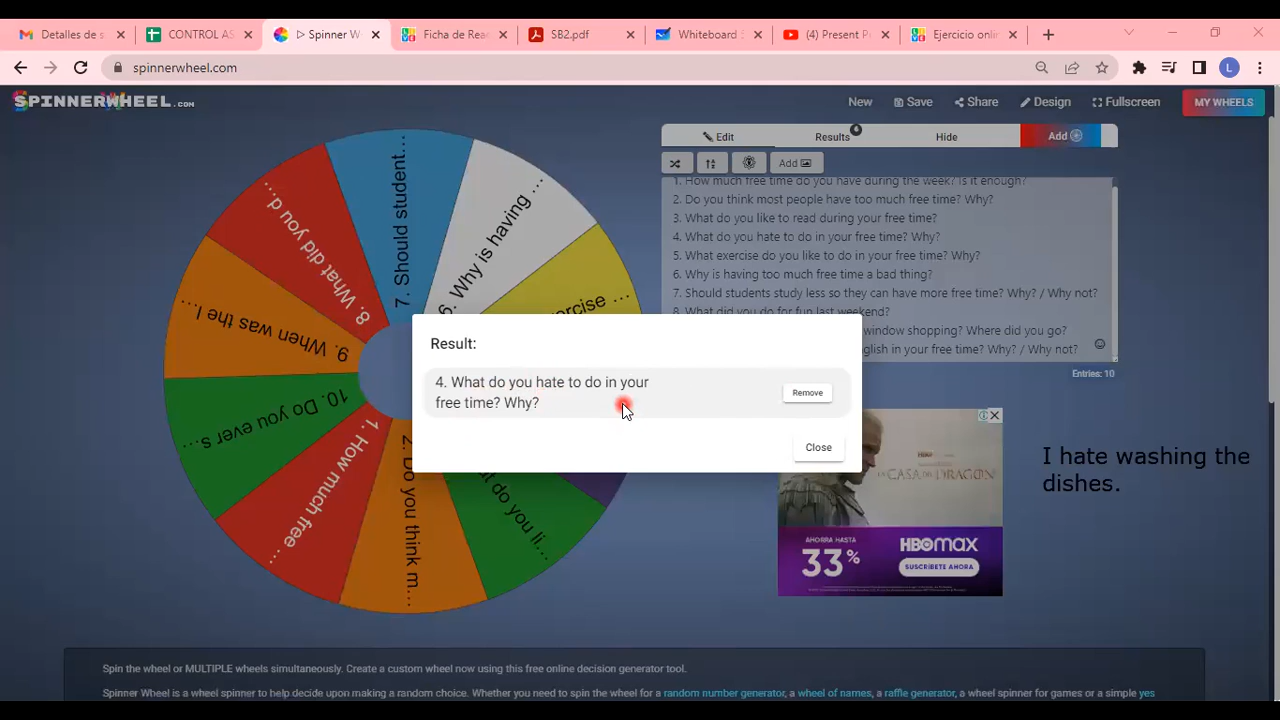 Detalles de s
CONTROL AS
Spinner W
Ficha de Rea
SB2.pdf
Whiteboard
(4) Present P
Ejercicio onli
spinnerwheel.com
L
SPINNERWHEEL.COM
New
Save
Share
Design
Fullscreen
MY WHEELS
Edit
Results
Hide
Add
Add
1. How much free time do you have during the week? Is it enough?
2. Do you think most people have too much free time? Why?
3. What do you like to read during your free time?
4. What do you hate to do in your free time? Why?
5. What exercise do you like to do in your free time? Why?
6. Why is having too much free time a bad thing?
7. Should students study less so they can have more free time? Why? / Why not?
8. What did you do for fun last weekend?
window shopping? Where did you go?
glish in your free time? Why? / Why not?
Entries: 10
7. Should student...
6. Why is having ...
ercise ...
8. What did you d...
9. When was the l...
10. Do you ever s...
1. How much free ...
2. Do you think m...
at do you li...
Result:
4. What do you hate to do in your
free time? Why?
Remove
Close
I hate washing the
dishes.
LA CASA DEL DRAGÓN
AHORRA HASTA
33%
HBOMAX
SUSCRÍBETE AHORA
Spin the wheel or MULTIPLE wheels simultaneously. Create a custom wheel now using this free online decision generator tool.
Spinner Wheel is a wheel spinner to help decide upon making a random choice. Whether you need to spin the wheel for a random number generator, a wheel of names, a raffle generator, a wheel spinner for games or a simple yes